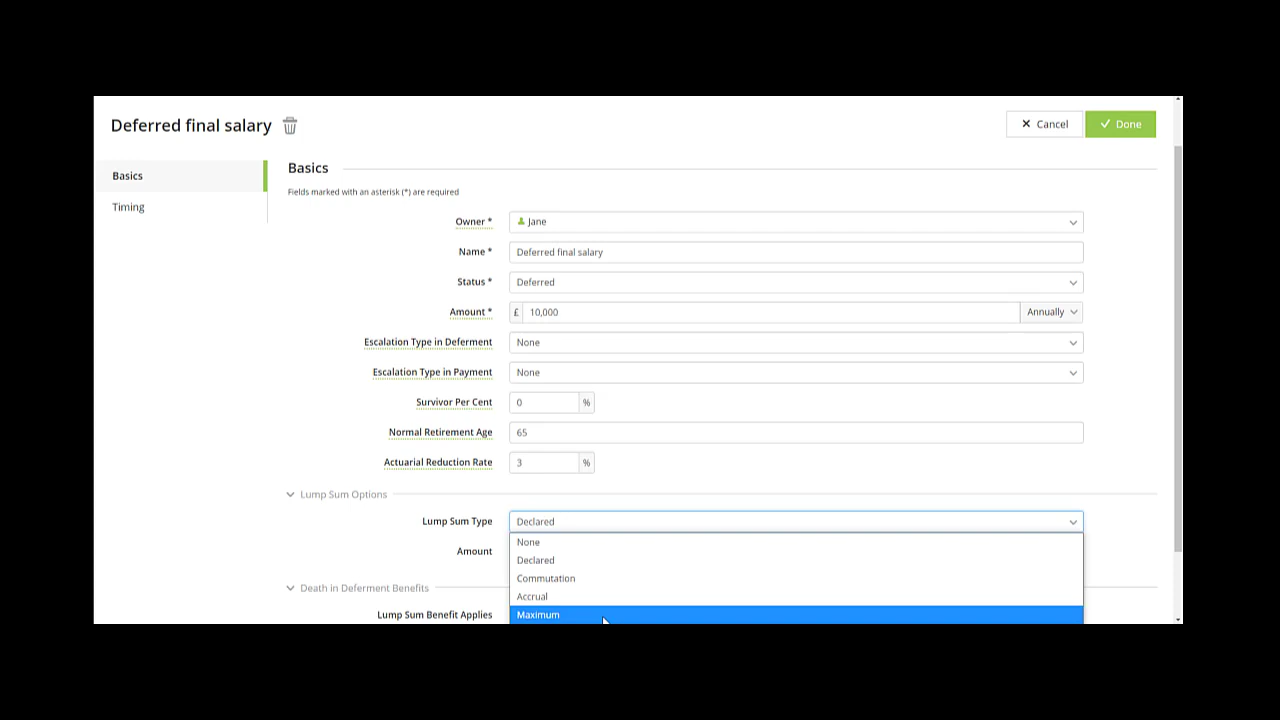 Deferred final salary
Cancel
Done
Basics
Timing
Basics
Fields marked with an asterisk (*) are required
Owner * Jane
Name * Deferred final salary
Status * Deferred
Amount * £ 10,000 Annually
Escalation Type in Deferment None
Escalation Type in Payment None
Survivor Per Cent 0 %
Normal Retirement Age 65
Actuarial Reduction Rate 3 %
Lump Sum Options
Lump Sum Type Declared
None
Amount
Declared
Commutation
Death in Deferment Benefits
Accrual
Lump Sum Benefit Applies
Maximum